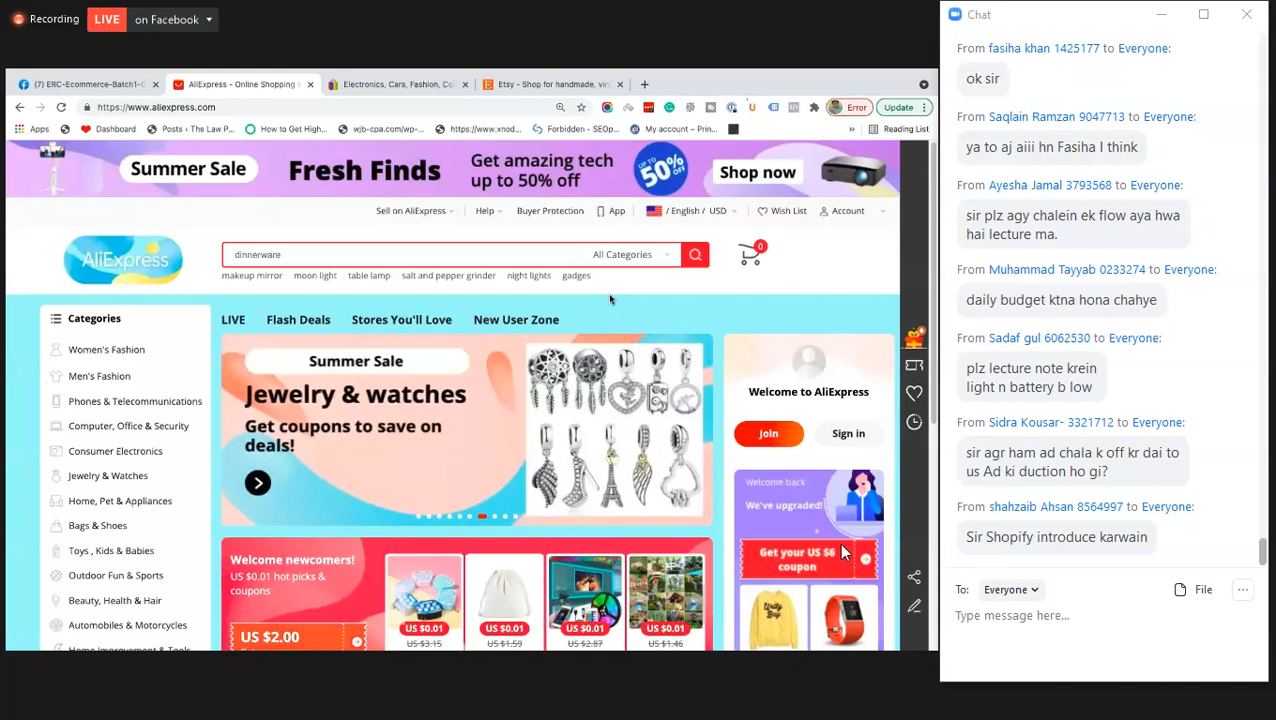 Recording
LIVE on Facebook
(7) ERC-Ecommerce-Batch1-
AliExpress - Online Shopping
Electronics, Cars, Fashion, Co
Etsy - Shop for handmade, vin
https://www.aliexpress.com
Error
Update
Apps
Dashboard
Posts ‹ The Law P...
How to Get High...
wjb-cpa.com/wp-...
https://www.xnod...
Forbidden - SEOp...
My account – Prin...
»
Reading List
Summer Sale
Fresh Finds
Get amazing tech
up to 50% off
UP TO
50%
Shop now
Sell on AliExpress
Help
Buyer Protection
App
/ English / USD
Wish List
Account
AliExpress
dinnerware
All Categories
0
makeup mirror
moon light
table lamp
salt and pepper grinder
night lights
gadges
Categories
Women's Fashion
Men's Fashion
Phones & Telecommunications
Computer, Office & Security
Consumer Electronics
Jewelry & Watches
Home, Pet & Appliances
Bags & Shoes
Toys , Kids & Babies
Outdoor Fun & Sports
Beauty, Health & Hair
Automobiles & Motorcycles
Home Improvement & Tools
LIVE
Flash Deals
Stores You'll Love
New User Zone
Summer Sale
Jewelry & watches
Get coupons to save on
deals!
Welcome to AliExpress
Join
Sign in
Welcome back
We've upgraded!
Get your US $6
coupon
Welcome newcomers!
US $0.01 hot picks &
coupons
US $2.00
US $0.01
US $3.15
US $0.01
US $1.59
US $0.01
US $2.87
US $0.01
US $1.46
Chat
From fasiha khan 1425177 to Everyone:
ok sir
From Saqlain Ramzan 9047713 to Everyone:
ya to aj aiii hn Fasiha I think
From Ayesha Jamal 3793568 to Everyone:
sir plz agy chalein ek flow aya hwa
hai lecture ma.
From Muhammad Tayyab 0233274 to Everyone:
daily budget ktna hona chahye
From Sadaf gul 6062530 to Everyone:
plz lecture note krein
light n battery b low
From Sidra Kousar- 3321712 to Everyone:
sir agr ham ad chala k off kr dai to
us Ad ki duction ho gi?
From shahzaib Ahsan 8564997 to Everyone:
Sir Shopify introduce karwain
To: Everyone
File
Type message here...